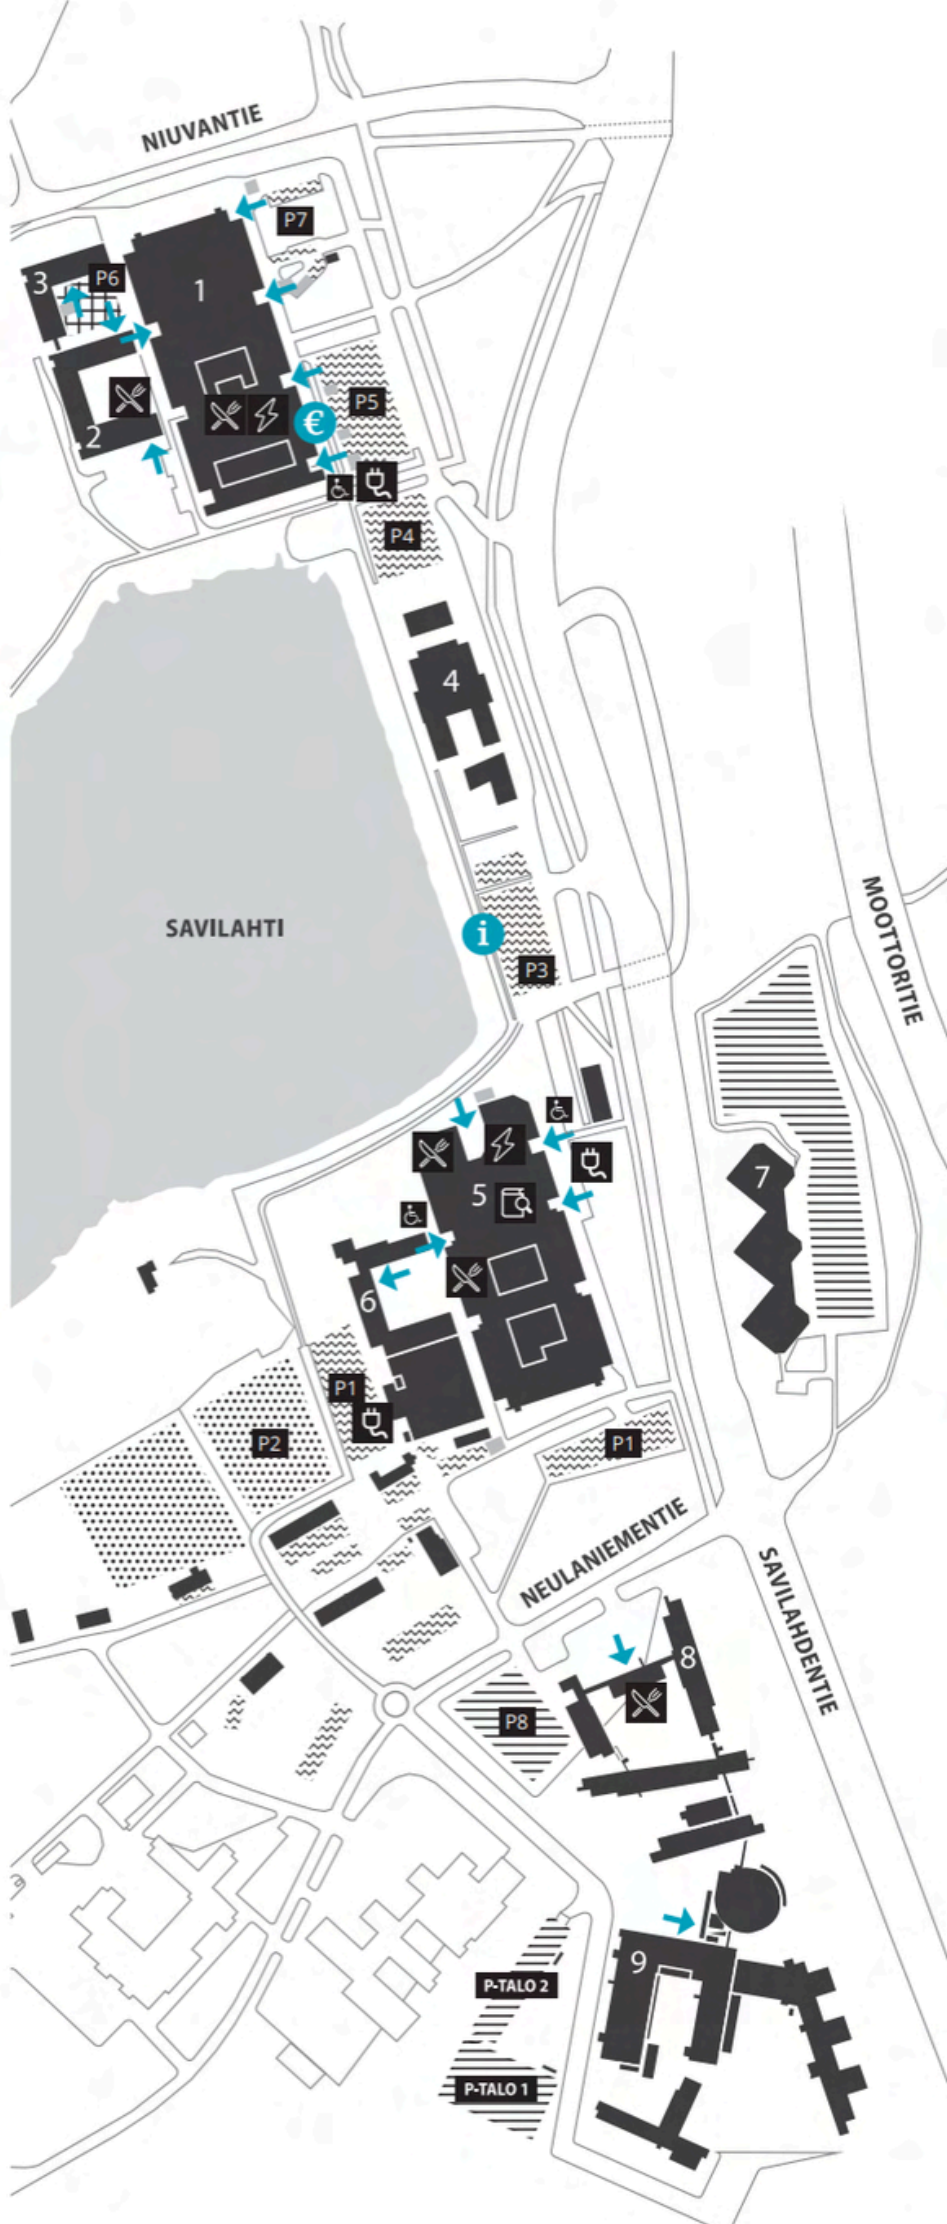 NIUVANTIE
P7
3
P6
1
P5
€
2
P4
4
SAVILAHTI
MOOTTORITIE
i
P3
7
5
6
P1
P2
P1
NEULANIEMENTIE
SAVILAHDENTIE
8
P8
9
P-TALO 2
P-TALO 1